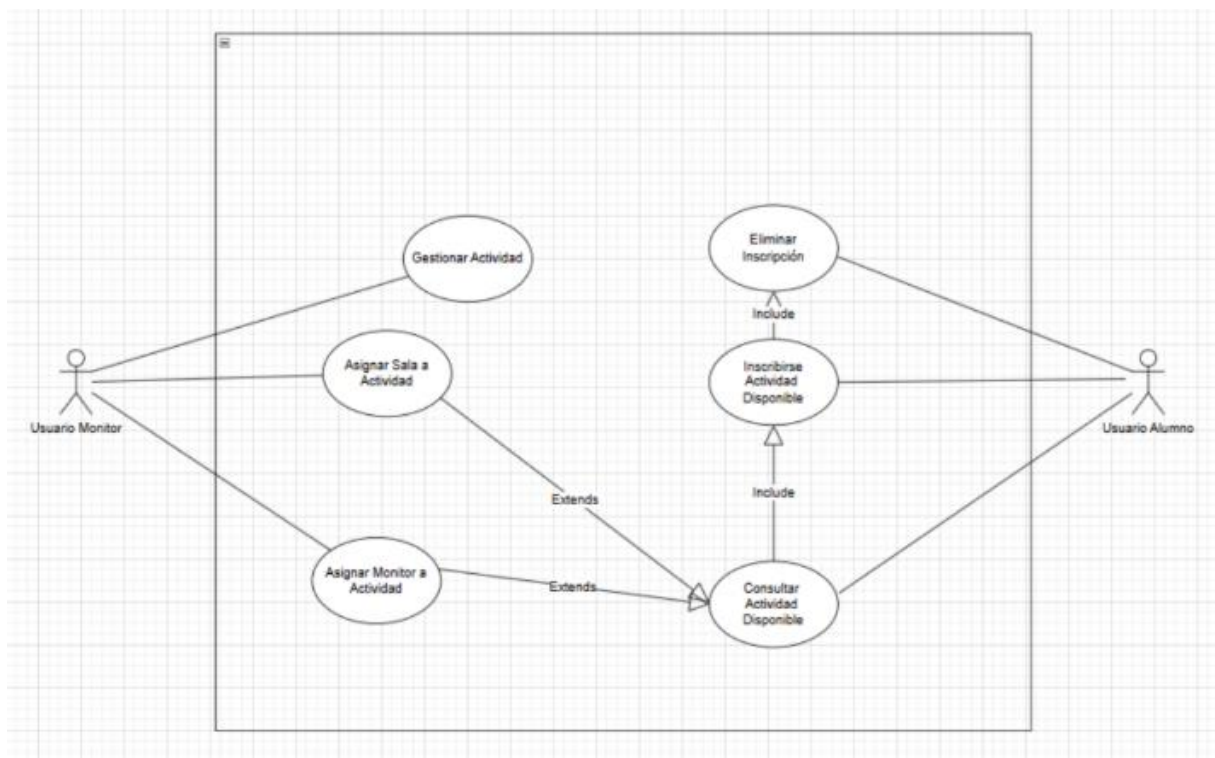 Gestionar Actividad
Eliminar
Inscripción
Include
Asignar Sala a
Actividad
Inscribirse
Actividad
Disponible
Usuario Monitor
Usuario Alumno
Include
Extends
Asignar Monitor a
Actividad
Extends
Consultar
Actividad
Disponible